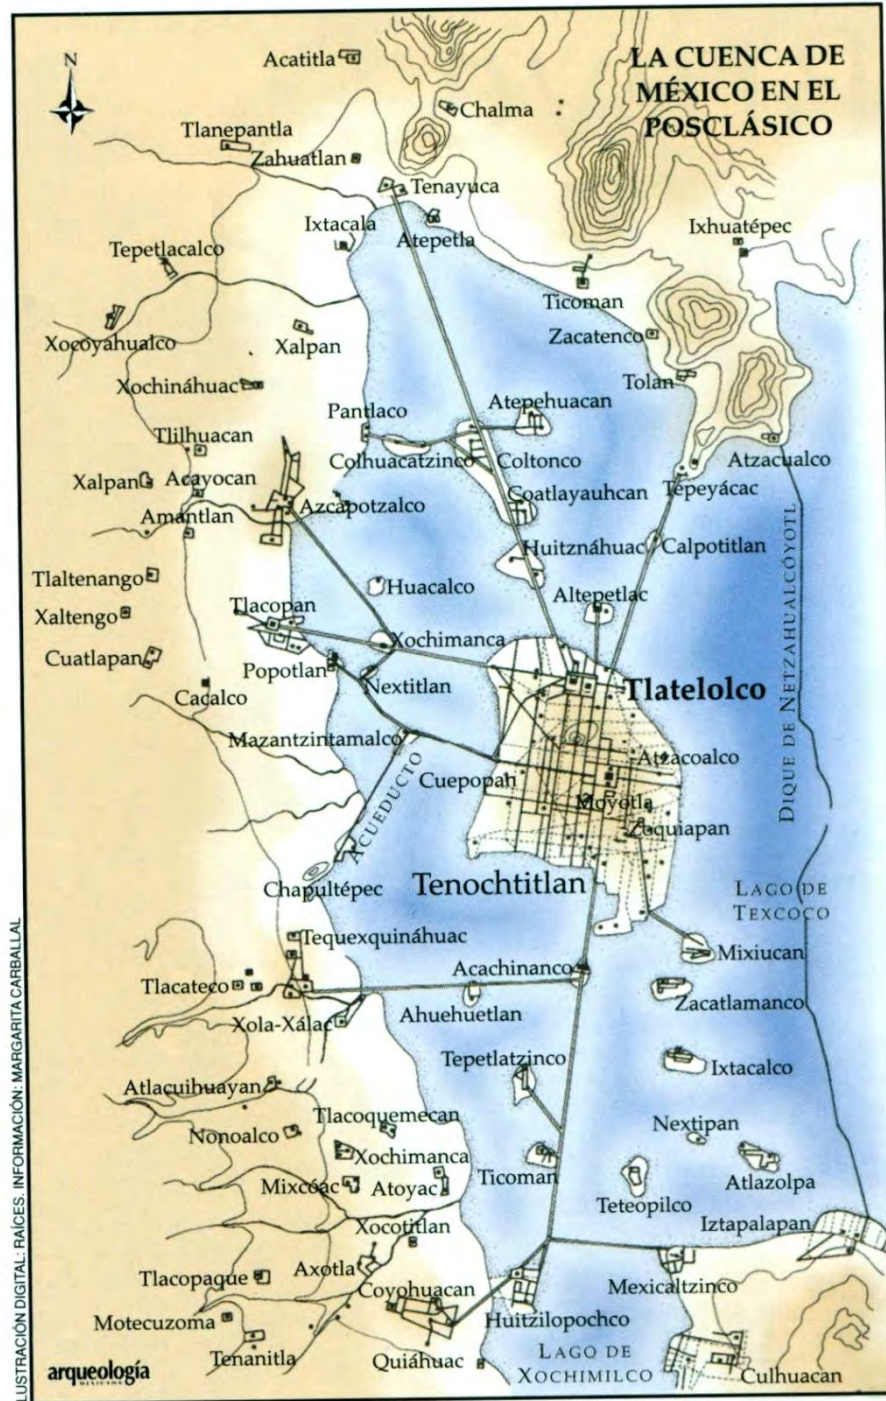 LA CUENCA DE
MÉXICO EN EL
POSCLÁSICO
N
Acatitla
Chalma
Tlanepantla
Zahuatlan
Tenayuca
Ixtacala
Atepetla
Ixhuatépec
Tepetlacalco
Ticoman
Xocoyahualco
Xalpan
Zacatenco
Xochináhuac
Tolan
Pantlaco
Atepehuacan
Tlilhuacan
Colhuacatzinco
Coltonco
Atzacualco
Xalpan
Acayocan
Coatlayauhcan
Tepeyácac
Azcapotzalco
Amantlan
Huitznáhuac
Calpotitlan
Tlaltenango
Huacalco
Altepetlac
Xaltengo
Tlacopan
Xochimanca
Cuatlapan
Popotlan
Nextitlan
Tlatelolco
Cacalco
DIQUE DE NETZAHUALCÓYOTL
Mazantzintamalco
Atzacoalco
Cuepopan
ACUEDUCTO
Moyotla
Zoquiapan
Chapultépec
Tenochtitlan
LAGO DE
TEXCOCO
Tequexquináhuac
Mixiucan
Acachinanco
Tlacateco
Zacatlamanco
Ahuehuetlan
Xola-Xálac
Tepetlatzinco
Ixtacalco
Atlacuihuayan
Tlacoquemecan
Nextipan
Nonoalco
Xochimanca
Ticoman
Atlazolpa
Mixcóac
Atoyac
Teteopilco
Xocotitlan
Iztapalapan
Axotla
Tlacopaque
Coyohuacan
Mexicaltzinco
Motecuzoma
Huitzilopochco
Tenanitla
Quiáhuac
LAGO DE
XOCHIMILCO
Culhuacan
arqueología
LUSTRACIÓN DIGITAL: RAÍCES. INFORMACIÓN: MARGARITA CARBALLAL